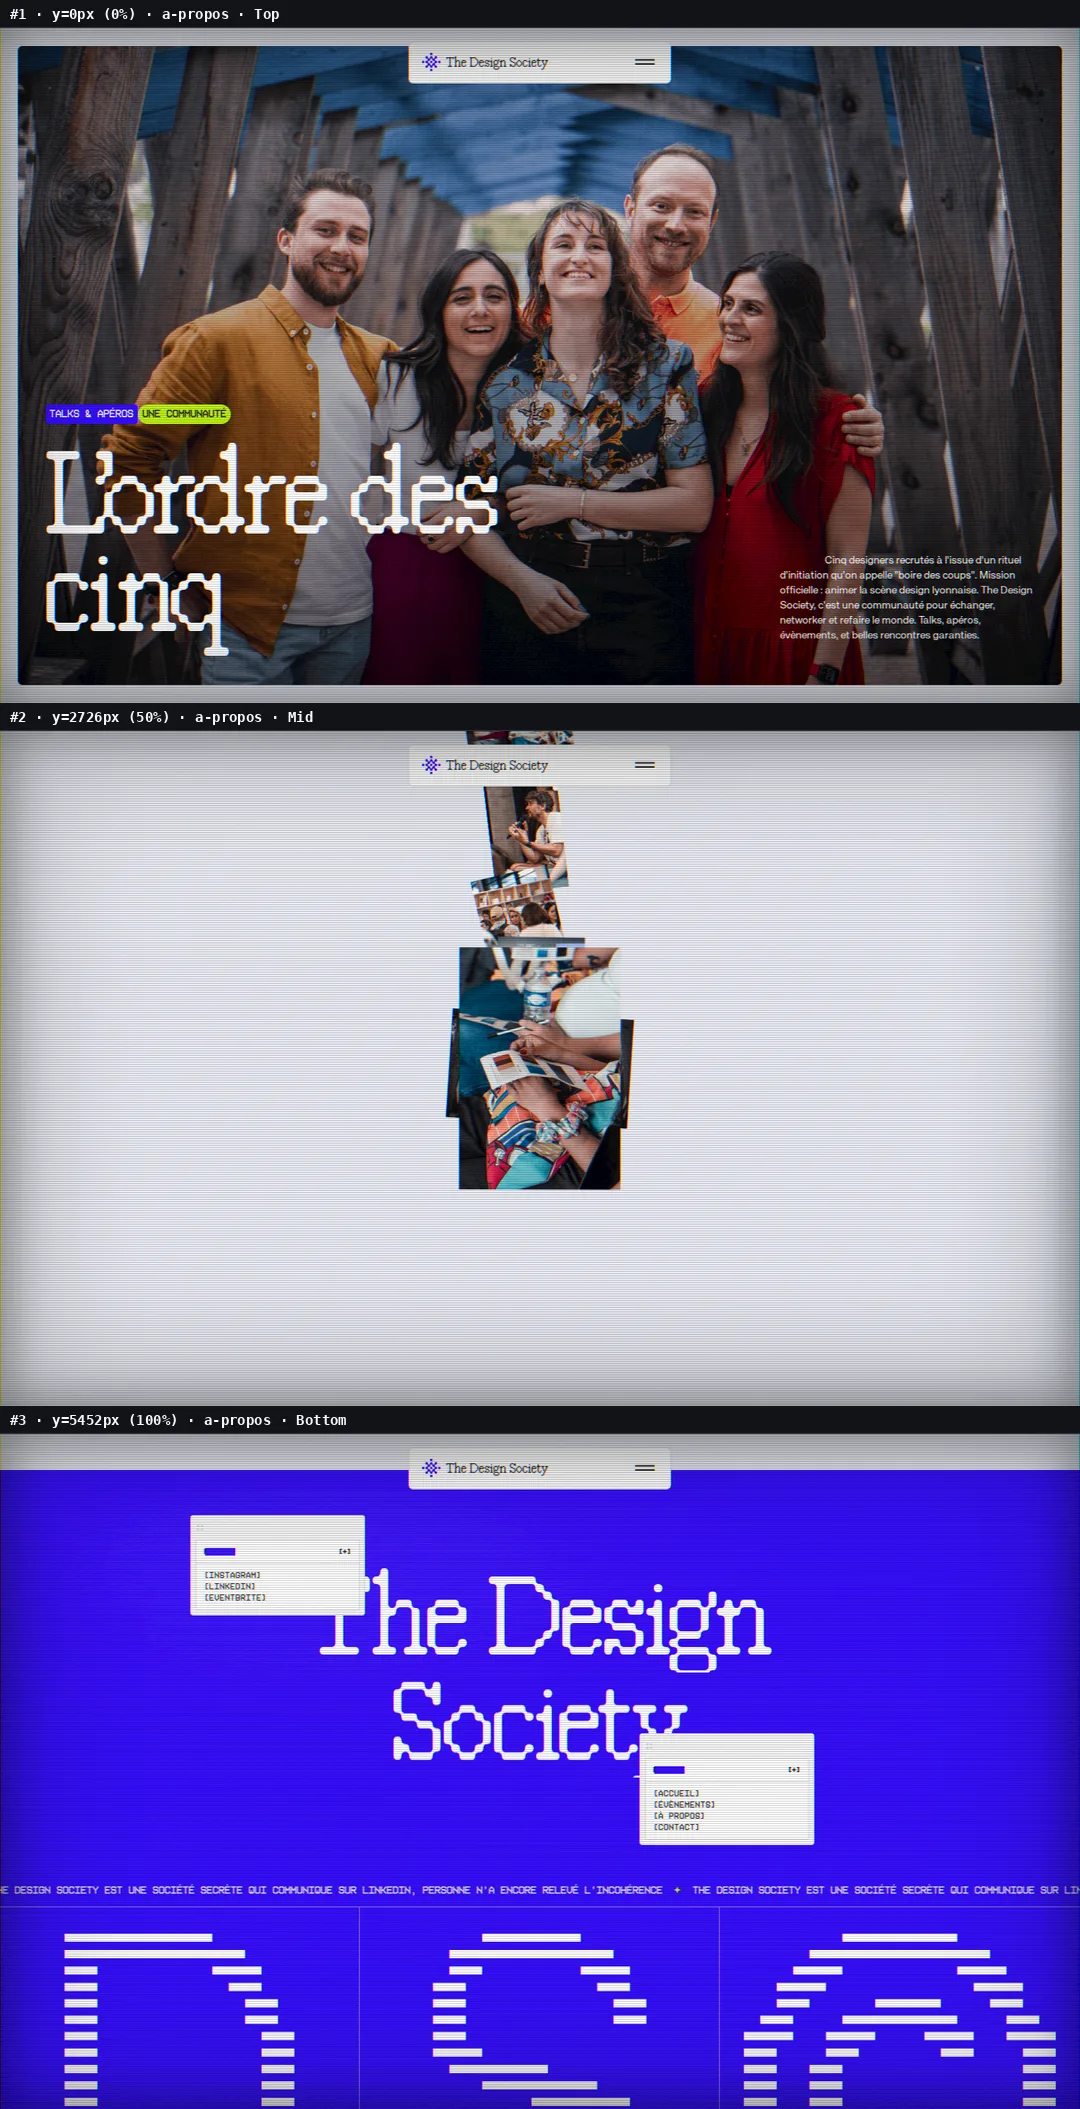 #1 · y=0px (0%) · a-propos · Top
The Design Society
TALKS & APÉROS UNE COMMUNAUTÉ
L'ordre des
cinq
Cinq designers recrutés à l'issue d'un rituel
d'initiation qu'on appelle "boire des coups". Mission
officielle : animer la scène design lyonnaise. The Design
Society, c'est une communauté pour échanger,
networker et refaire le monde. Talks, apéros,
évènements, et belles rencontres garanties.
#2 · y=2726px (50%) · a-propos · Mid
The Design Society
#3 · y=5452px (100%) · a-propos · Bottom
The Design Society
[+]
[INSTAGRAM]
[LINKEDIN]
[EVENTBRITE]
The Design
Society
[+]
[ACCUEIL]
[ÉVÈNEMENTS]
[À PROPOS]
[CONTACT]
HE DESIGN SOCIETY EST UNE SOCIÉTÉ SECRÈTE QUI COMMUNIQUE SUR LINKEDIN, PERSONNE N'A ENCORE RELEVÉ L'INCOHÉRENCE ✦ THE DESIGN SOCIETY EST UNE SOCIÉTÉ SECRÈTE QUI COMMUNIQUE SUR LIN